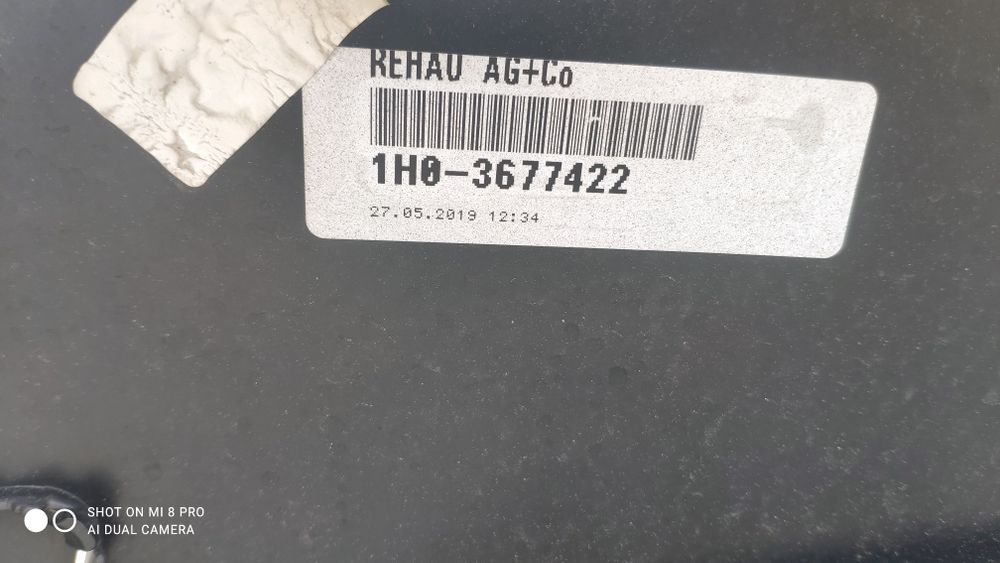 REHAU AG+Co
1H0-3677422
27.05.2019 12:34
SHOT ON MI 8 PRO
AI DUAL CAMERA